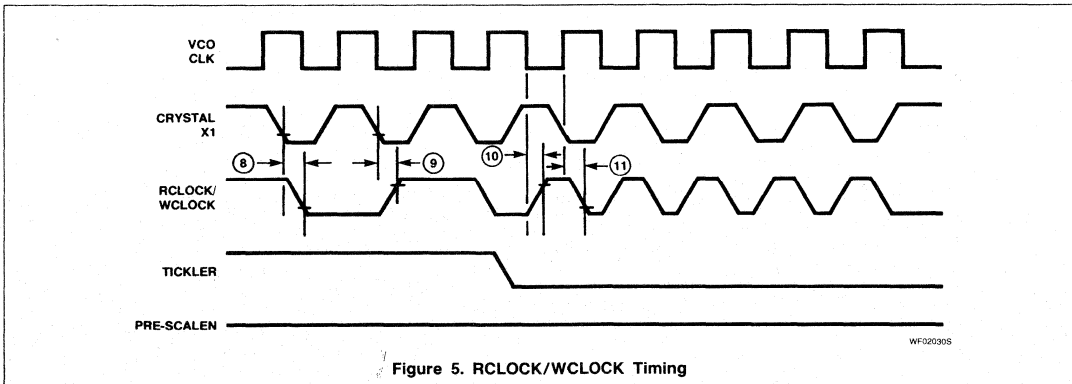 VCO
CLK
CRYSTAL
X1
8
9
10
11
RCLOCK/
WCLOCK
TICKLER
PRE-SCALEN
WF02030S
Figure 5. RCLOCK/WCLOCK Timing